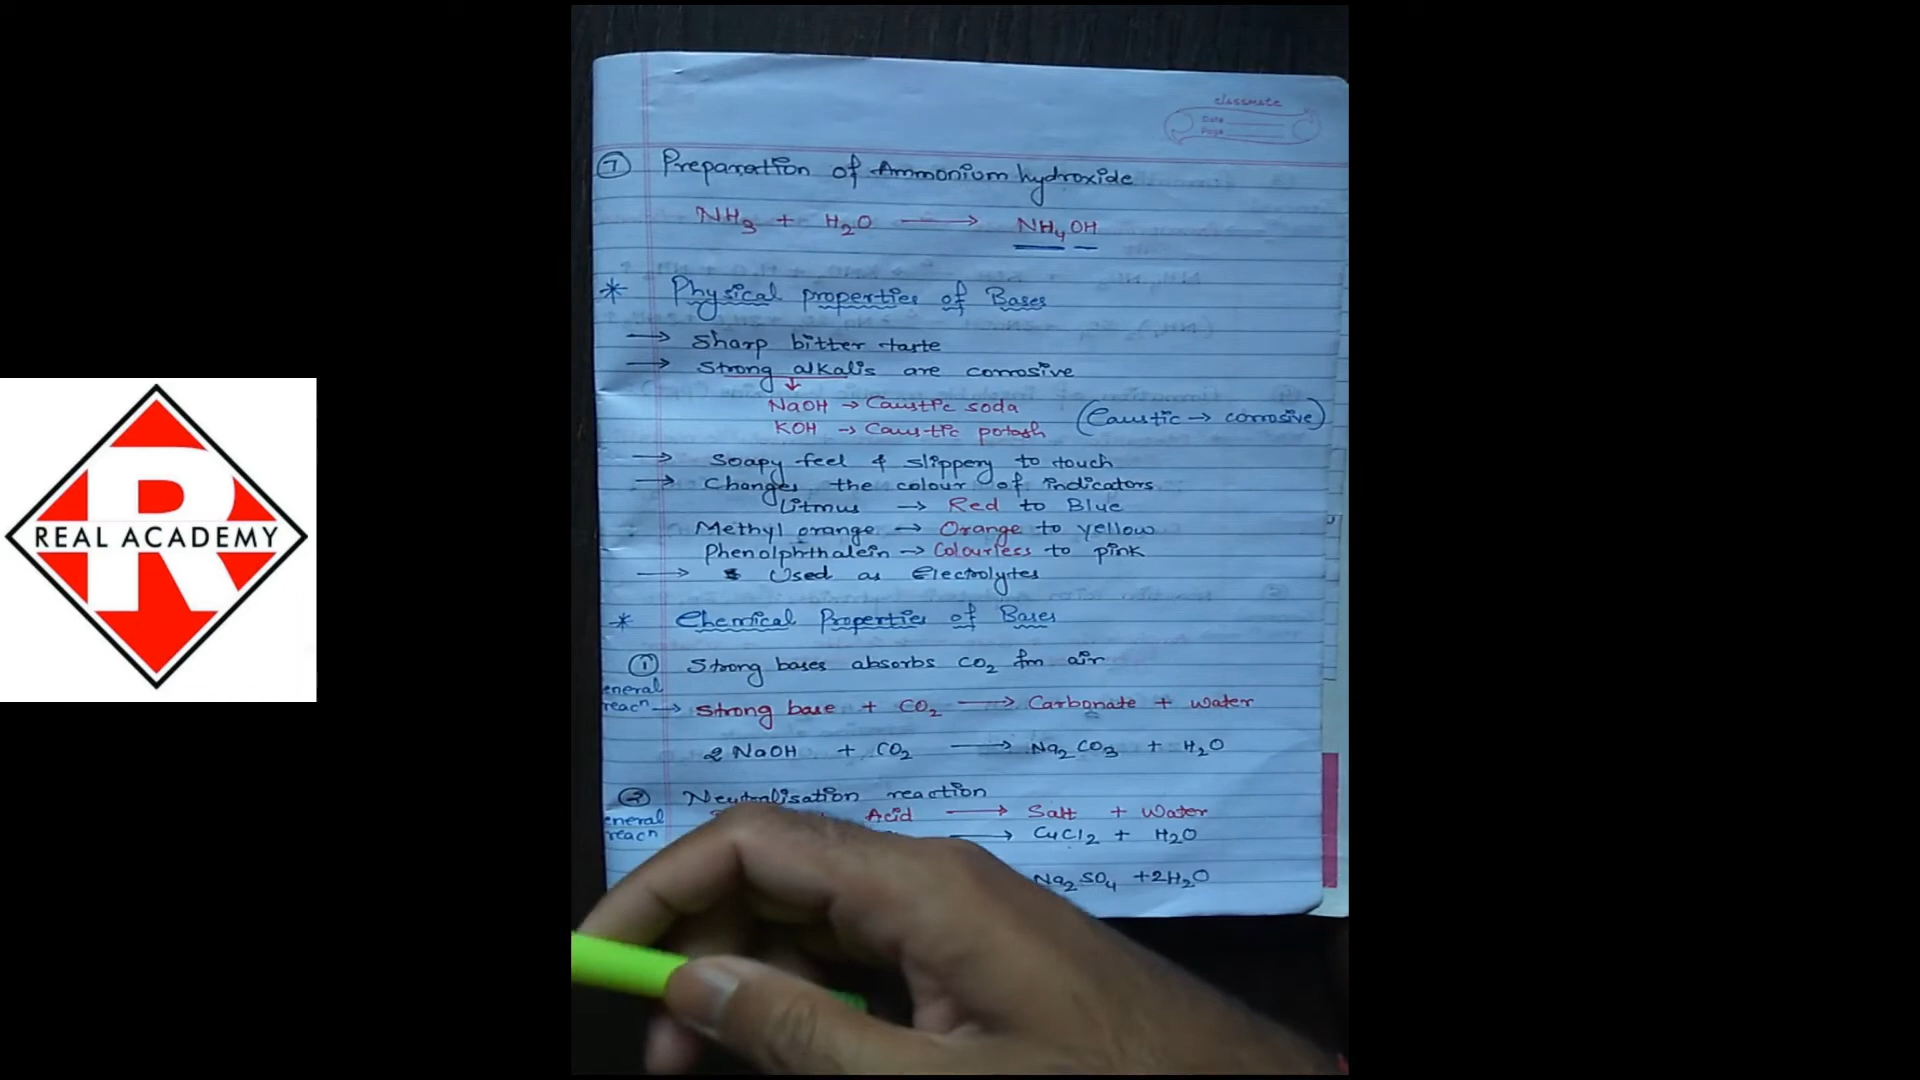 classmate
Date
Page
7 Preparation of Ammonium hydroxide
NH3 + H2O → NH4OH
* Physical properties of Bases
→ Sharp bitter taste
→ Strong alkalis are corrosive
NaOH → Caustic soda
(Caustic → corrosive)
KOH → Caustic potash
→ Soapy feel & slippery to touch
→ Changes the colour of indicators
Litmus → Red to Blue
Methyl orange → Orange to yellow
Phenolphthalein → Colourless to pink
→ Used as Electrolytes
* Chemical Properties of Bases
① Strong bases absorbs CO2 fm air
eneral
reacn → Strong base + CO2 → Carbonate + Water
2 NaOH + CO2 → Na2CO3 + H2O
② Neutralisation reaction
eneral
reacn
Acid → Salt + Water
→ CuCl2 + H2O
Na2SO4 + 2H2O
REAL ACADEMY